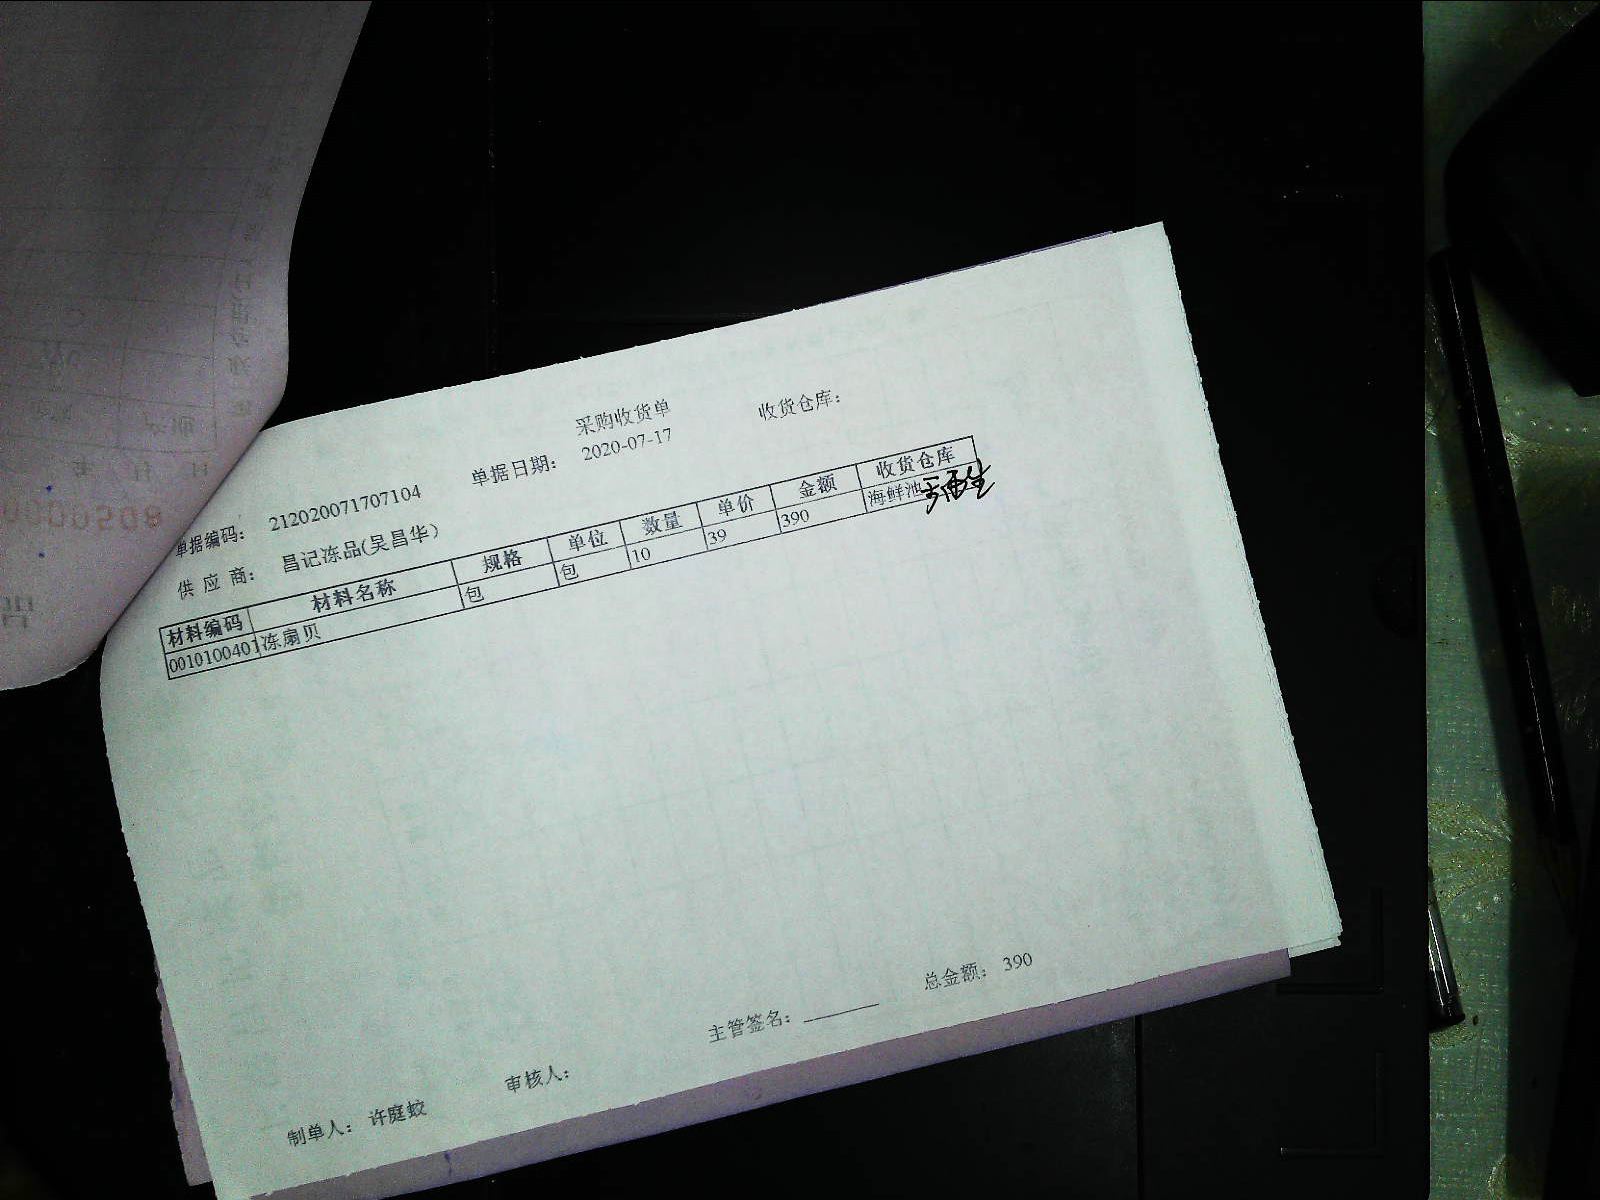 采购收货单
收货仓库：
单据编码： 212020071707104 单据日期： 2020-07-17
供 应 商： 昌记冻品(吴昌华)
材料编码 材料名称 规格 单位 数量 单价 金额 收货仓库
0010100401 冻扇贝 包 包 10 39 390 海鲜池
主管签名： 总金额： 390
制单人： 许庭蛟 审核人：